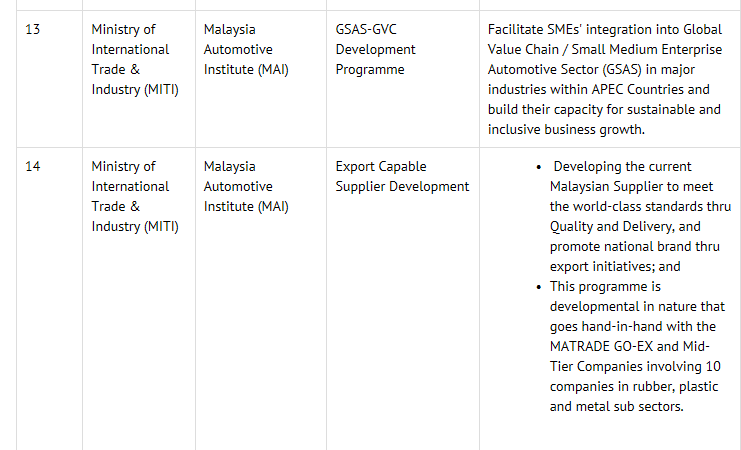 13
Ministry of
International
Trade &
Industry (MITI)
Malaysia
Automotive
Institute (MAI)
GSAS-GVC
Development
Programme
Facilitate SMEs' integration into Global
Value Chain / Small Medium Enterprise
Automotive Sector (GSAS) in major
industries within APEC Countries and
build their capacity for sustainable and
inclusive business growth.
14
Ministry of
International
Trade &
Industry (MITI)
Malaysia
Automotive
Institute (MAI)
Export Capable
Supplier Development
• Developing the current
Malaysian Supplier to meet
the world-class standards thru
Quality and Delivery, and
promote national brand thru
export initiatives; and
• This programme is
developmental in nature that
goes hand-in-hand with the
MATRADE GO-EX and Mid-
Tier Companies involving 10
companies in rubber, plastic
and metal sub sectors.